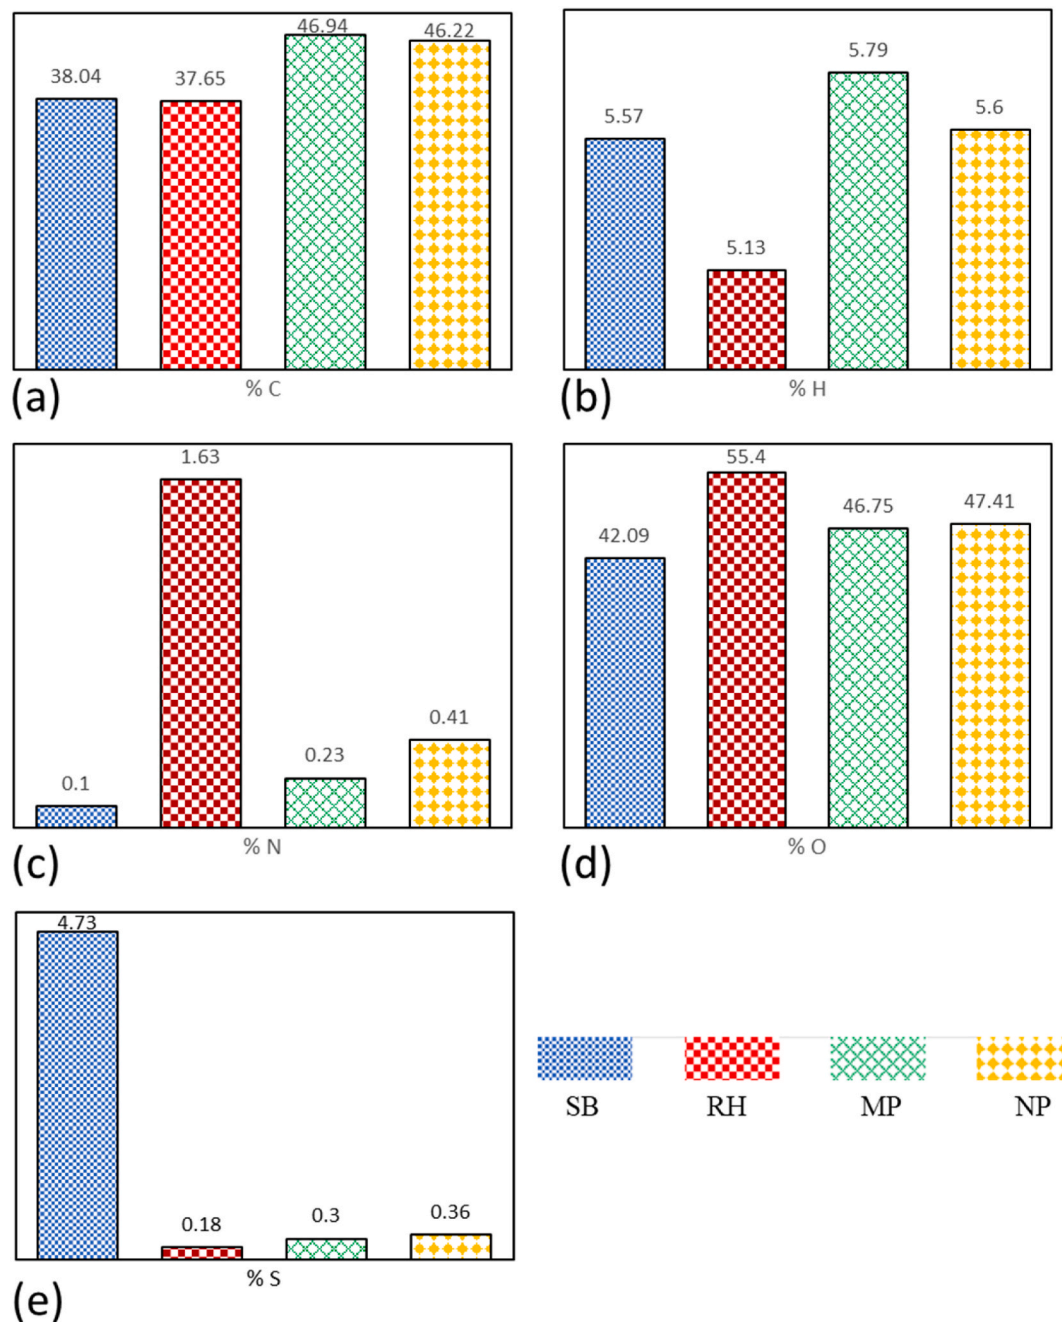 38.04 37.65 46.94 46.22
(a) % C
5.57 5.13 5.79 5.6
(b) % H
0.1 1.63 0.23 0.41
(c) % N
42.09 55.4 46.75 47.41
(d) % O
4.73 0.18 0.3 0.36
(e) % S
SB RH MP NP